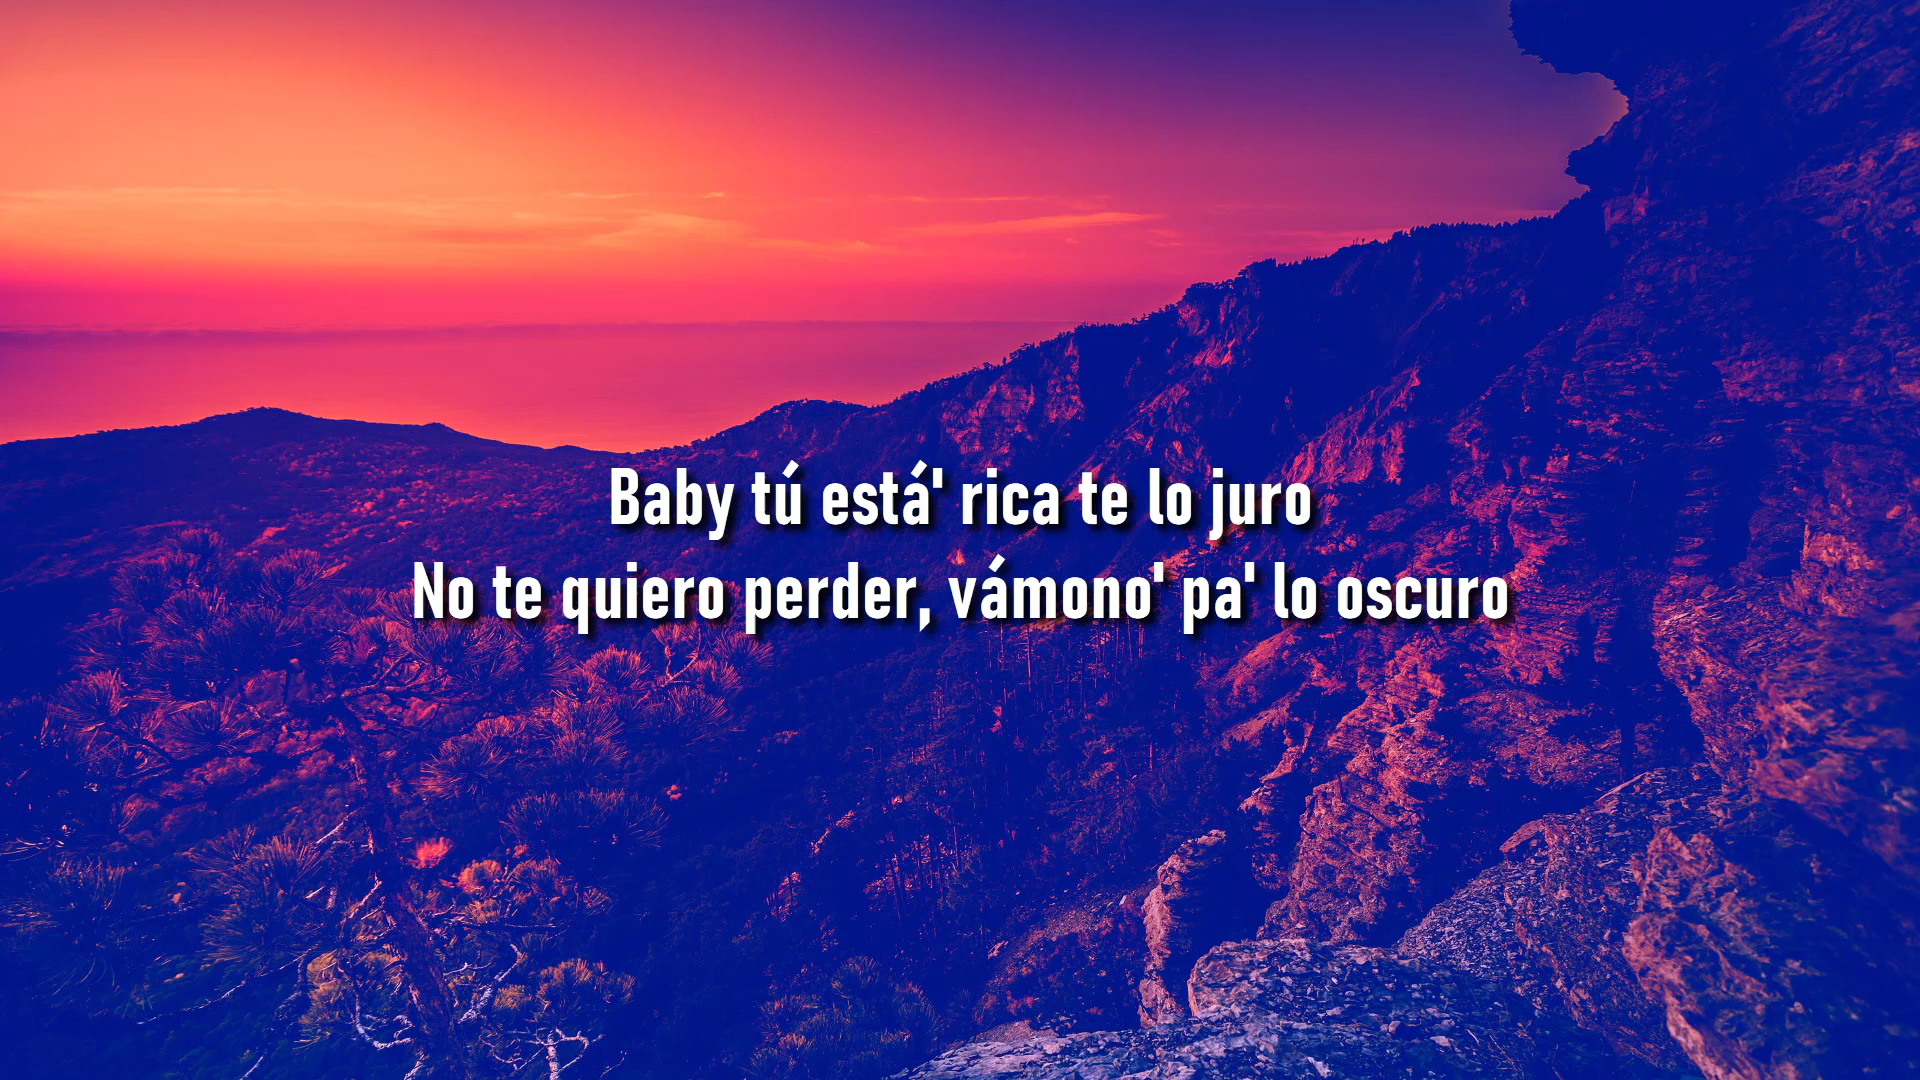 Baby tú está' rica te lo juro
No te quiero perder, vámono' pa' lo oscuro